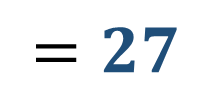 = 27